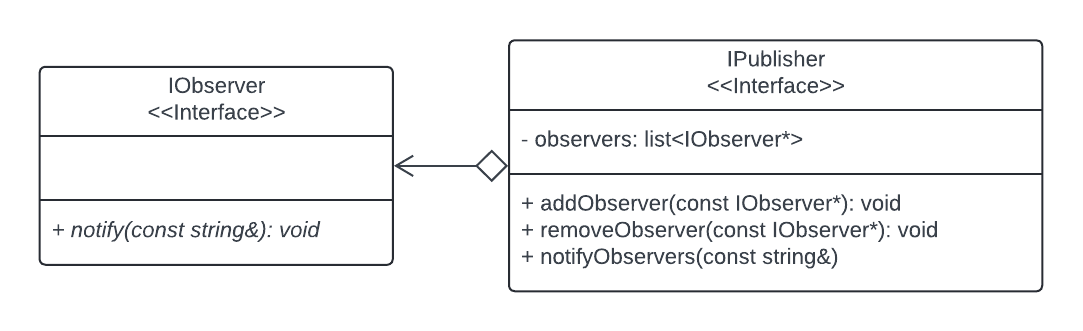 IObserver
<<Interface>>
+ notify(const string&): void
IPublisher
<<Interface>>
- observers: list<IObserver*>
+ addObserver(const IObserver*): void
+ removeObserver(const IObserver*): void
+ notifyObservers(const string&)